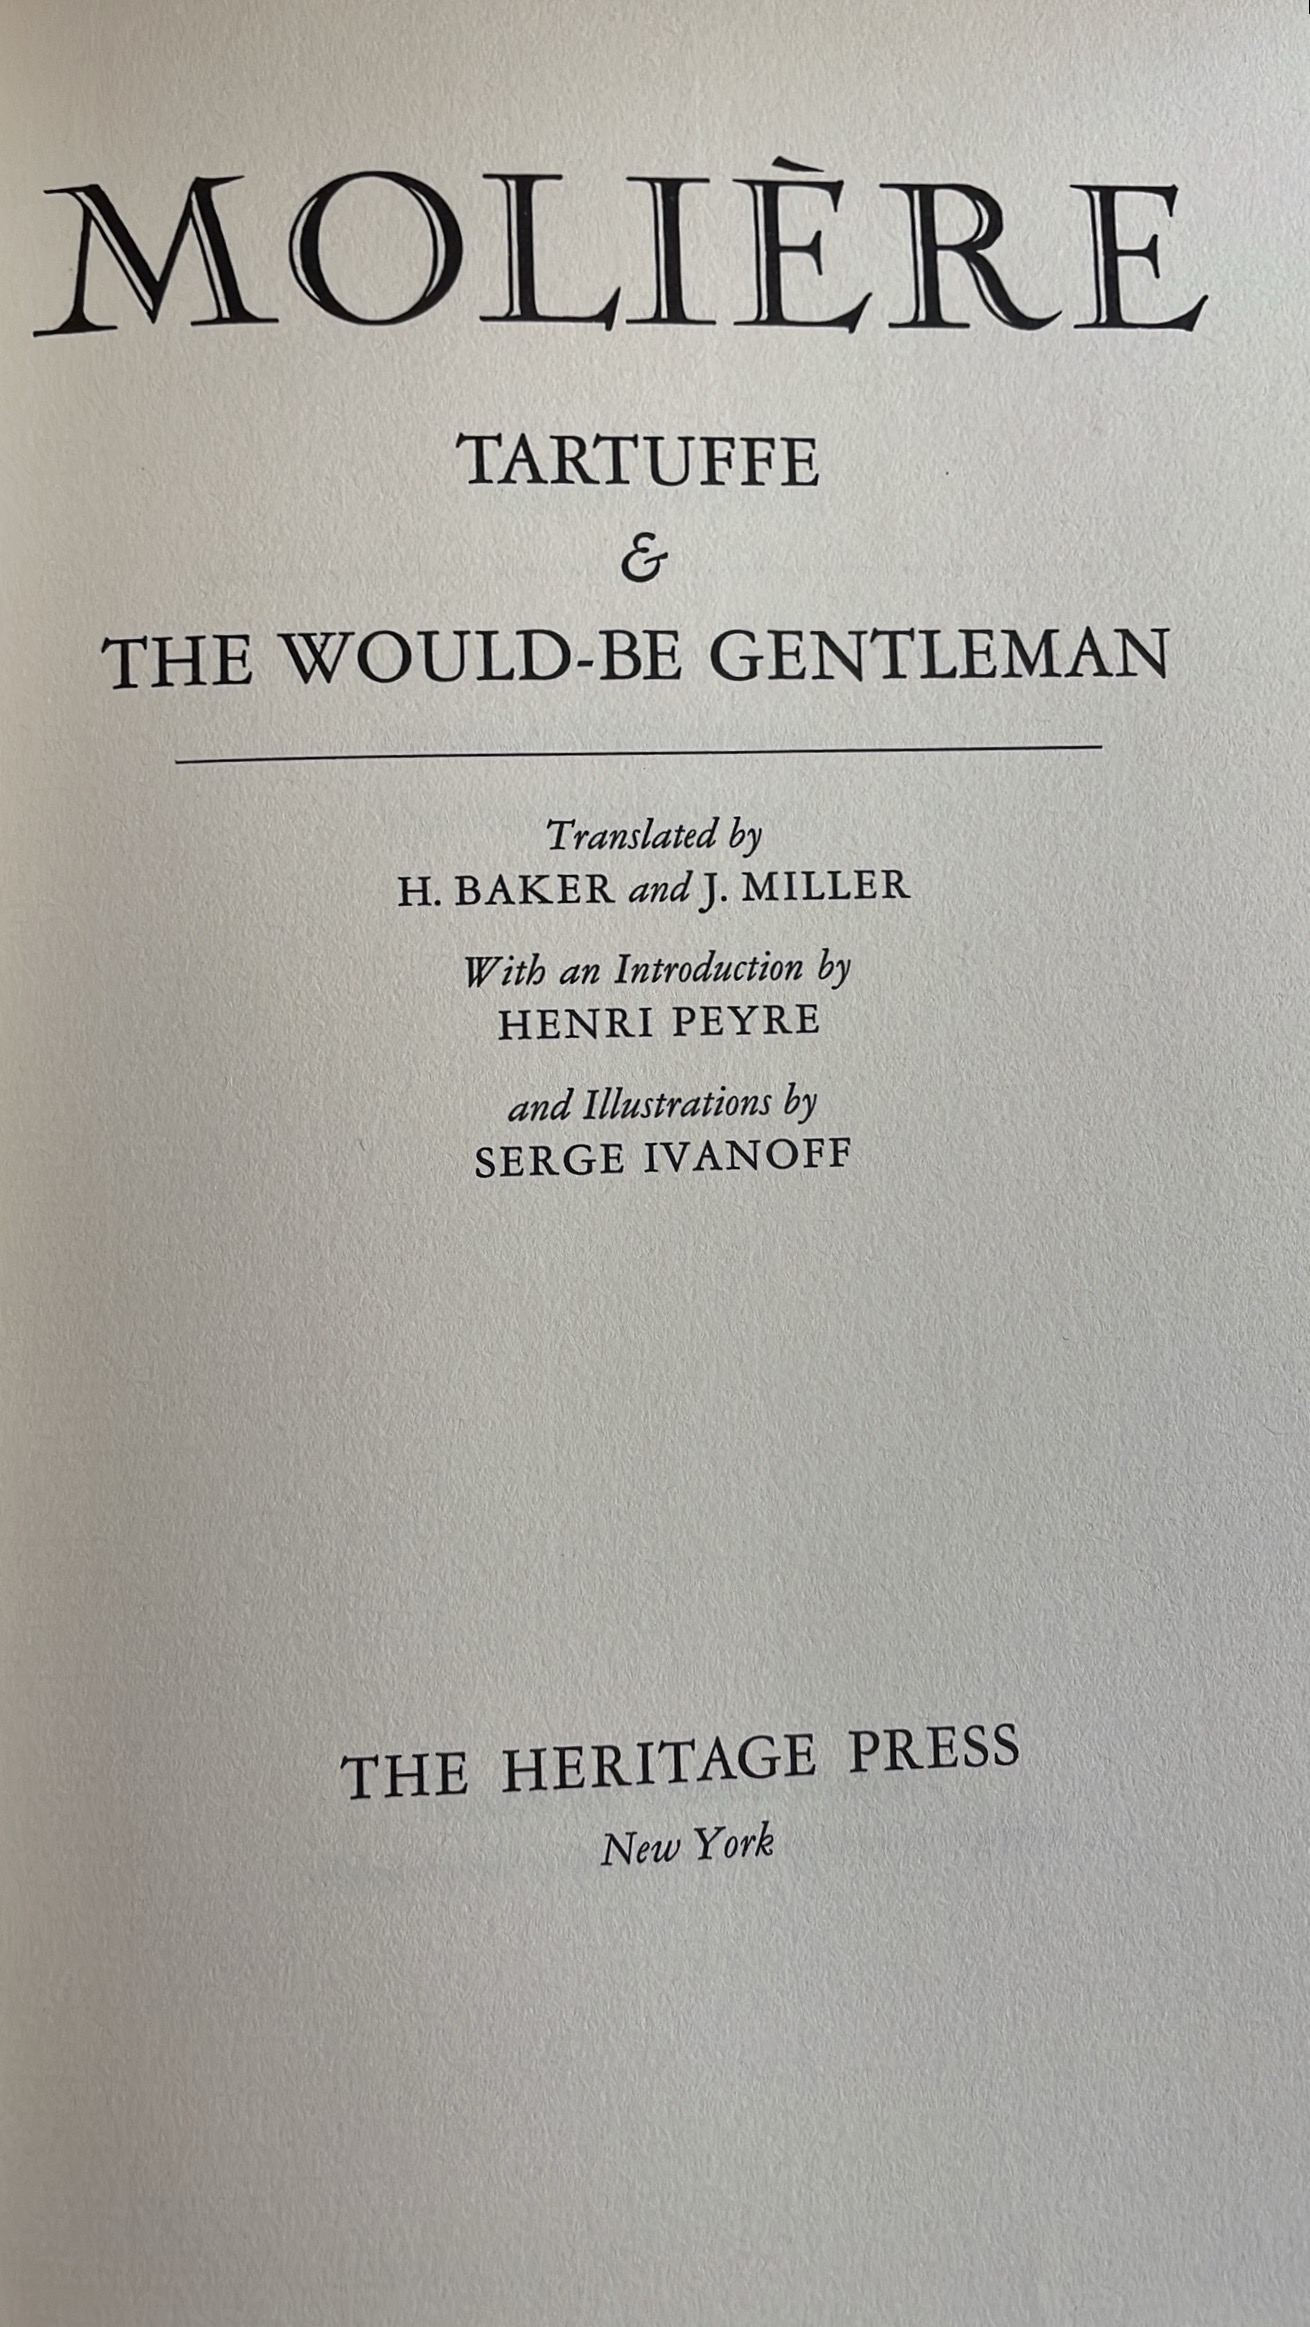 MOLIÈRE
TARTUFFE
&
THE WOULD-BE GENTLEMAN
Translated by
H. BAKER and J. MILLER
With an Introduction by
HENRI PEYRE
and Illustrations by
SERGE IVANOFF
THE HERITAGE PRESS
New York